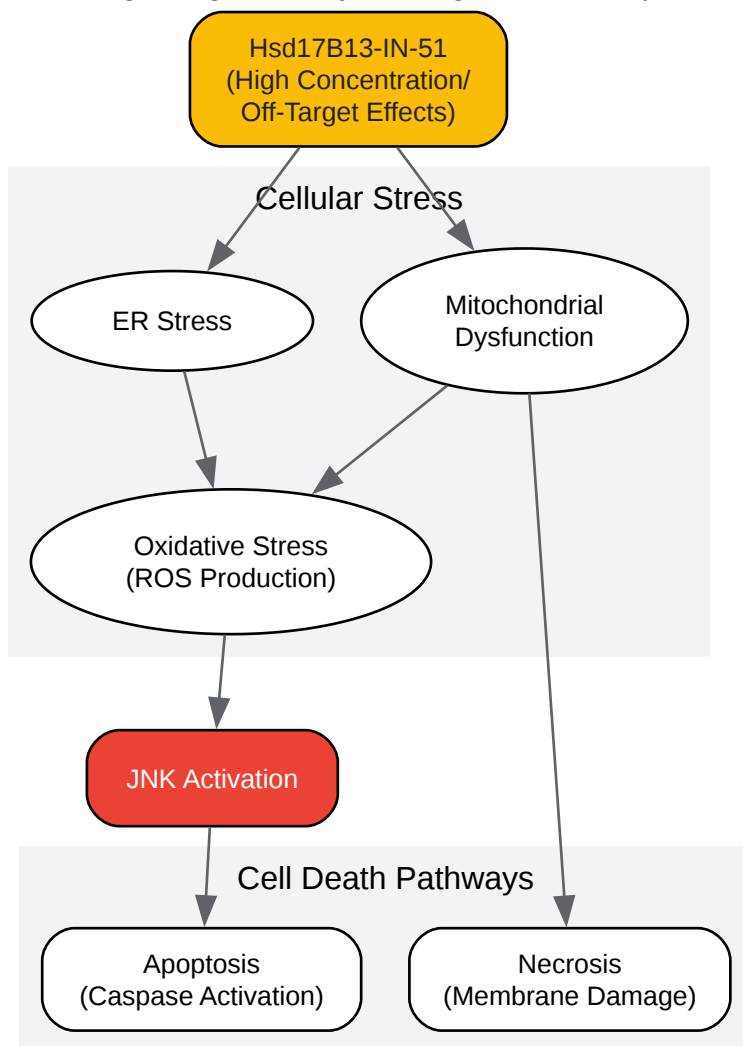 Hsd17B13-IN-51
(High Concentration/
Off-Target Effects)
Cellular Stress
ER Stress
Mitochondrial
Dysfunction
Oxidative Stress
(ROS Production)
JNK Activation
Cell Death Pathways
Apoptosis
(Caspase Activation)
Necrosis
(Membrane Damage)